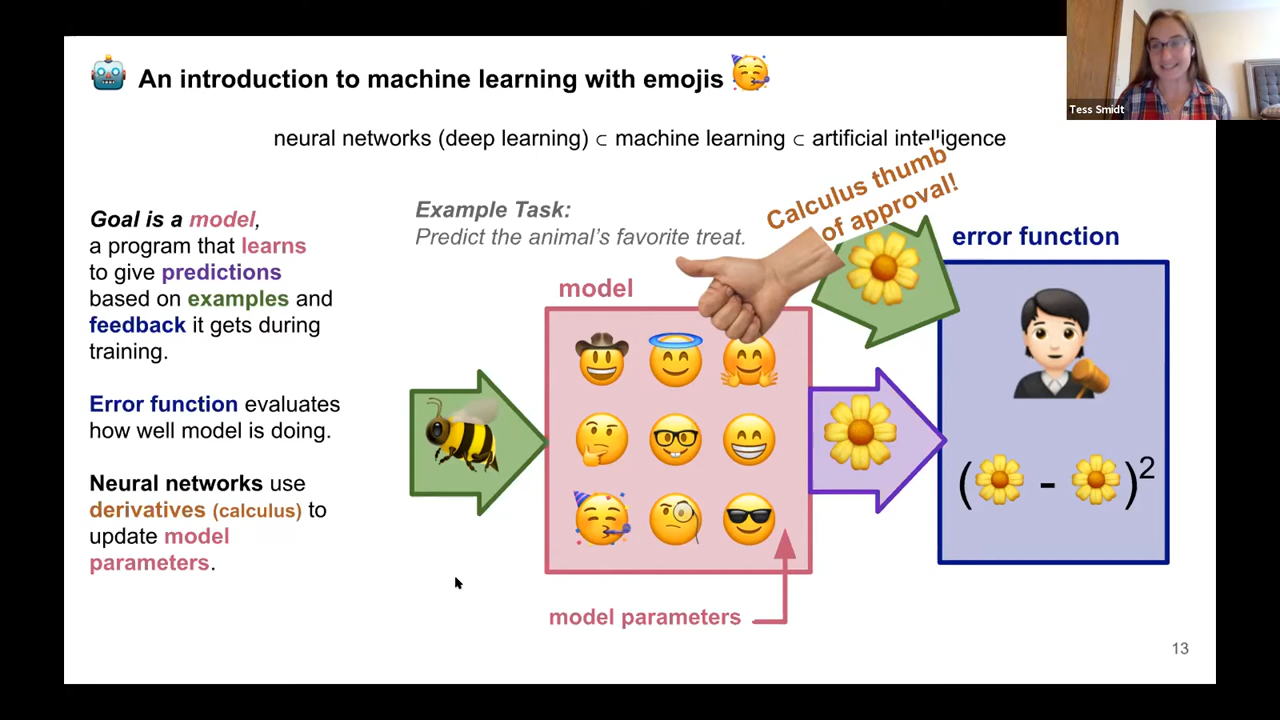 An introduction to machine learning with emojis
Tess Smidt
neural networks (deep learning) ⊂ machine learning ⊂ artificial intelligence
Goal is a model,
a program that learns
to give predictions
based on examples and
feedback it gets during
training.
Error function evaluates
how well model is doing.
Neural networks use
derivatives (calculus) to
update model
parameters.
Example Task:
Predict the animal's favorite treat.
Calculus thumb
of approval!
model
error function
( - )2
model parameters
13